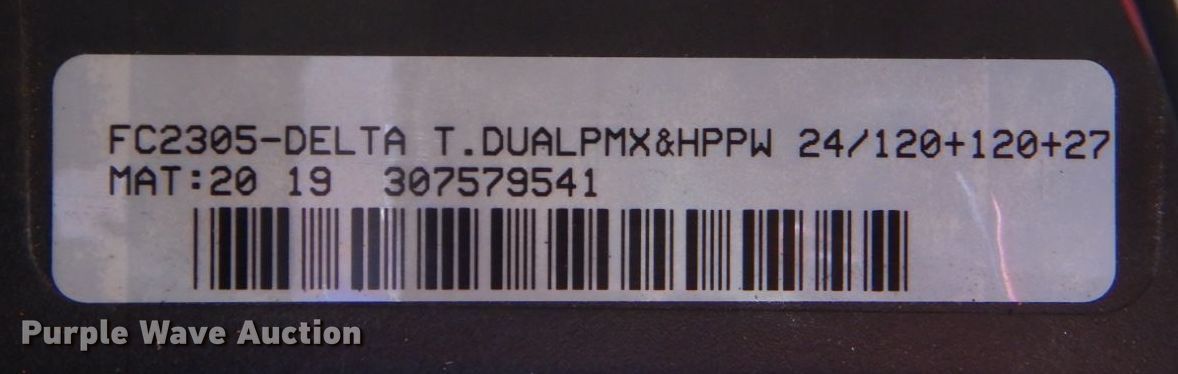 FC2305-DELTA T.DUALPMX&HPPW 24/120+120+27
MAT:20 19 307579541
Purple Wave Auction